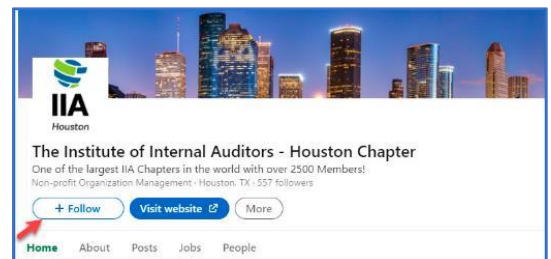 IIA
Houston
The Institute of Internal Auditors - Houston Chapter
One of the largest IIA Chapters in the world with over 2500 Members!
Non-profit Organization Management · Houston, TX · 557 followers
+ Follow Visit website More
Home About Posts Jobs People